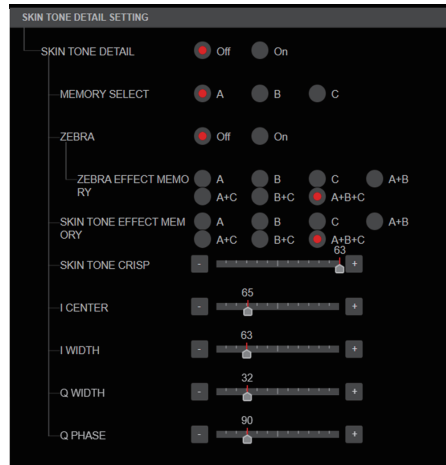 SKIN TONE DETAIL SETTING
SKIN TONE DETAIL Off On
MEMORY SELECT A B C
ZEBRA Off On
ZEBRA EFFECT MEMO A B C A+B
RY A+C B+C A+B+C
SKIN TONE EFFECT MEM A B C A+B
ORY A+C B+C A+B+C
63
SKIN TONE CRISP - +
65
I CENTER - +
63
I WIDTH - +
32
Q WIDTH - +
90
Q PHASE - +